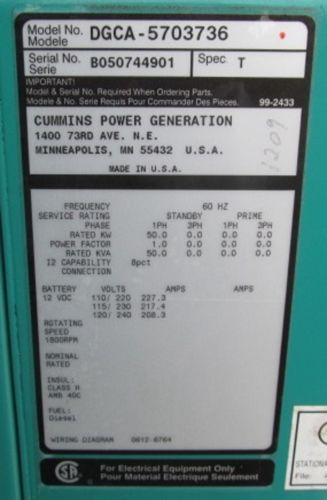 Model No. DGCA-5703736
Modele
Serial No. B050744901 Spec. T
Serie
IMPORTANT!
Model & Serial No. Required When Ordering Parts.
Modele & No. Serie Requis Pour Commander Des Pieces. 99-2433
CUMMINS POWER GENERATION
1400 73RD AVE. N.E.
MINNEAPOLIS, MN 55432 U.S.A.
MADE IN U.S.A.
1209
FREQUENCY 60 HZ
SERVICE RATING STANDBY PRIME
PHASE 1PH 3PH 1PH 3PH
RATED KW 50.0 0.0 0.0 0.0
POWER FACTOR 1.0 0.0 0.0 0.0
RATED KVA 50.0 0.0 0.0 0.0
I2 CAPABILITY 8pct
CONNECTION
BATTERY VOLTS AMPS AMPS
12 VDC 110/ 220 227.3
115/ 230 217.4
120/ 240 208.3
ROTATING
SPEED
1800RPM
NOMINAL
RATED
INSUL:
CLASS H
AMB 40C
FUEL:
Diesel
WIRING DIAGRAM 0612-6764
For Electrical Equipment Only
Pour Material Electrique Seulement
STATIONA
File: